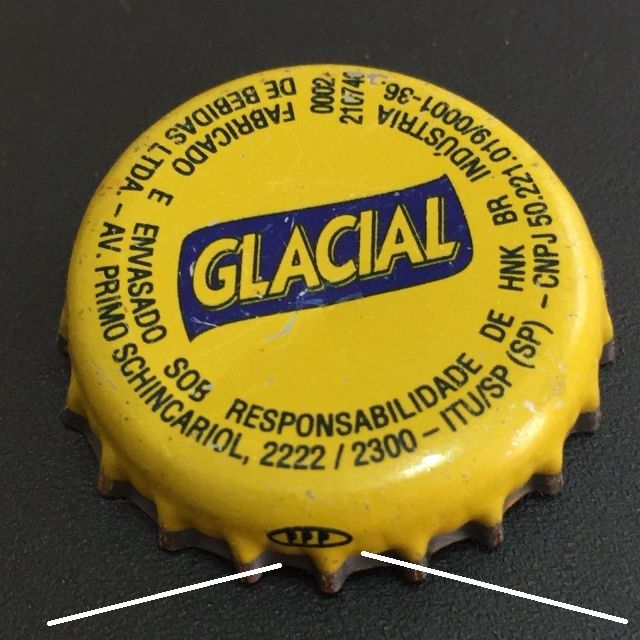 GLACIAL
FABRICADO E ENVASADO SOB RESPONSABILIDADE DE HNK BR INDÚSTRIA
DE BEBIDAS LTDA. - AV. PRIMO SCHINCARIOL, 2222 / 2300 - ITU/SP (SP) - CNPJ 50.221.019/0001-36.
0002-